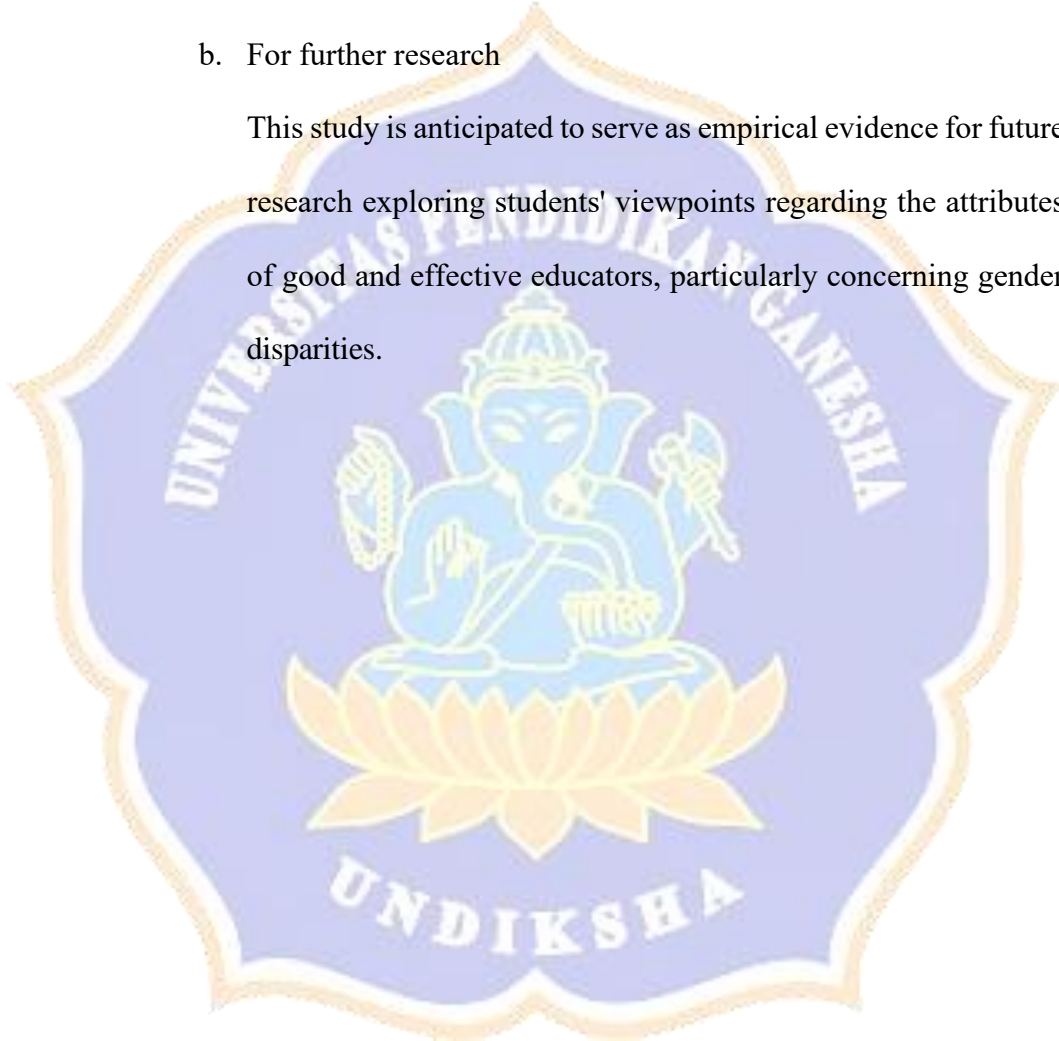 b. For further research
This study is anticipated to serve as empirical evidence for future
research exploring students' viewpoints regarding the attributes
of good and effective educators, particularly concerning gender
disparities.
UNIVERSITAS PENDIDIKAN GANESHA
UNDIKSHA